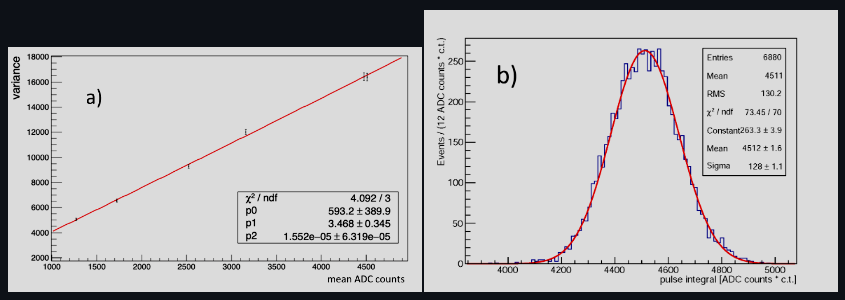 variance
18000
16000
14000
12000
10000
8000
6000
4000
2000
a)
χ² / ndf 4.092 / 3
p0 593.2 ± 389.9
p1 3.468 ± 0.345
p2 1.552e−05 ± 6.319e−05
1000 1500 2000 2500 3000 3500 4000 4500
mean ADC counts
Events / (12 ADC counts * c.t.)
250
200
150
100
50
0
b)
Entries 6880
Mean 4511
RMS 130.2
χ² / ndf 73.45 / 70
Constant 263.3 ± 3.9
Mean 4512 ± 1.6
Sigma 128 ± 1.1
4000 4200 4400 4600 4800 5000
pulse integral [ADC counts * c.t.]